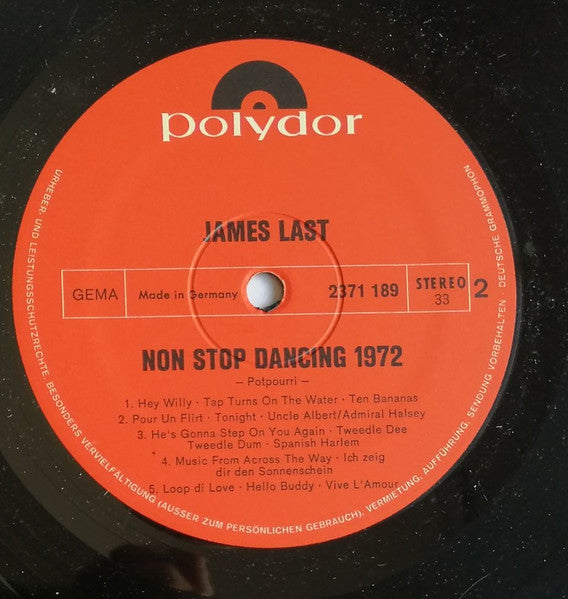 polydor
JAMES LAST
GEMA
Made in Germany
2371 189
STEREO
33
2
NON STOP DANCING 1972
— Potpourri —
1. Hey Willy · Tap Turns On The Water · Ten Bananas
2. Pour Un Flirt · Tonight · Uncle Albert/Admiral Halsey
3. He's Gonna Step On You Again · Tweedle Dee
Tweedle Dum · Spanish Harlem
4. Music From Across The Way · Ich zeig
dir den Sonnenschein
5. Loop di Love · Hello Buddy · Vive L'Amour
URHEBER- UND LEISTUNGSSCHUTZRECHTE, BESONDERS VERVIELFÄLTIGUNG (AUSSER ZUM PERSÖNLICHEN GEBRAUCH), VERMIETUNG, AUFFÜHRUNG, SENDUNG VORBEHALTEN
DEUTSCHE GRAMMOPHON